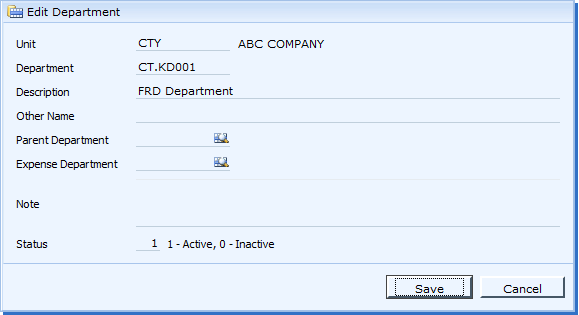 Edit Department
Unit CTY ABC COMPANY
Department CT.KD001
Description FRD Department
Other Name
Parent Department
Expense Department
Note
Status 1 1 - Active, 0 - Inactive
Save Cancel